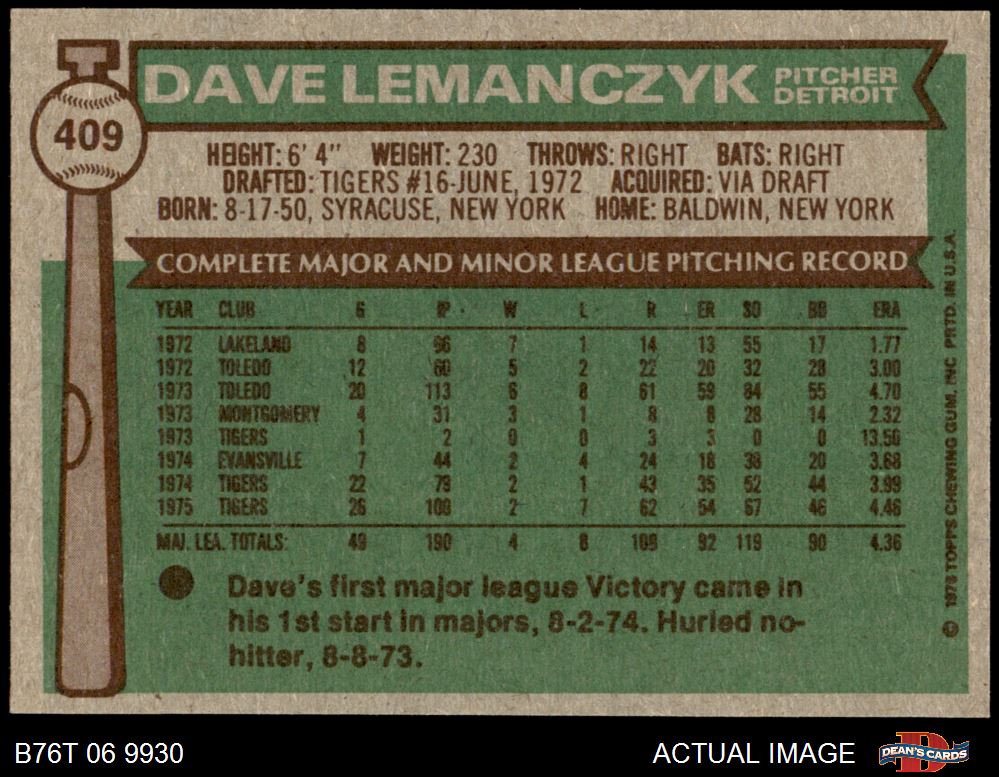 DAVE LEMANCZYK PITCHER DETROIT
409
HEIGHT: 6' 4" WEIGHT: 230 THROWS: RIGHT BATS: RIGHT
DRAFTED: TIGERS #16-JUNE, 1972 ACQUIRED: VIA DRAFT
BORN: 8-17-50, SYRACUSE, NEW YORK HOME: BALDWIN, NEW YORK
COMPLETE MAJOR AND MINOR LEAGUE PITCHING RECORD
YEAR CLUB G IP W L R ER SO BB ERA
1972 LAKELAND 8 66 7 1 14 13 55 17 1.77
1972 TOLEDO 12 60 5 2 22 20 32 28 3.00
1973 TOLEDO 20 113 6 8 61 59 84 55 4.70
1973 MONTGOMERY 4 31 3 1 8 8 28 14 2.32
1973 TIGERS 1 2 0 0 3 3 0 0 13.50
1974 EVANSVILLE 7 44 2 4 24 18 38 20 3.68
1974 TIGERS 22 79 2 1 43 35 52 44 3.99
1975 TIGERS 26 109 2 7 62 54 67 46 4.46
MAJ. LEA. TOTALS: 49 190 4 8 108 92 119 90 4.36
Dave's first major league Victory came in
his 1st start in majors, 8-2-74. Hurled no-
hitter, 8-8-73.
© 1976 TOPPS CHEWING GUM, INC PRTD. IN U.S.A.
B76T 06 9930 ACTUAL IMAGE DEAN'S CARDS